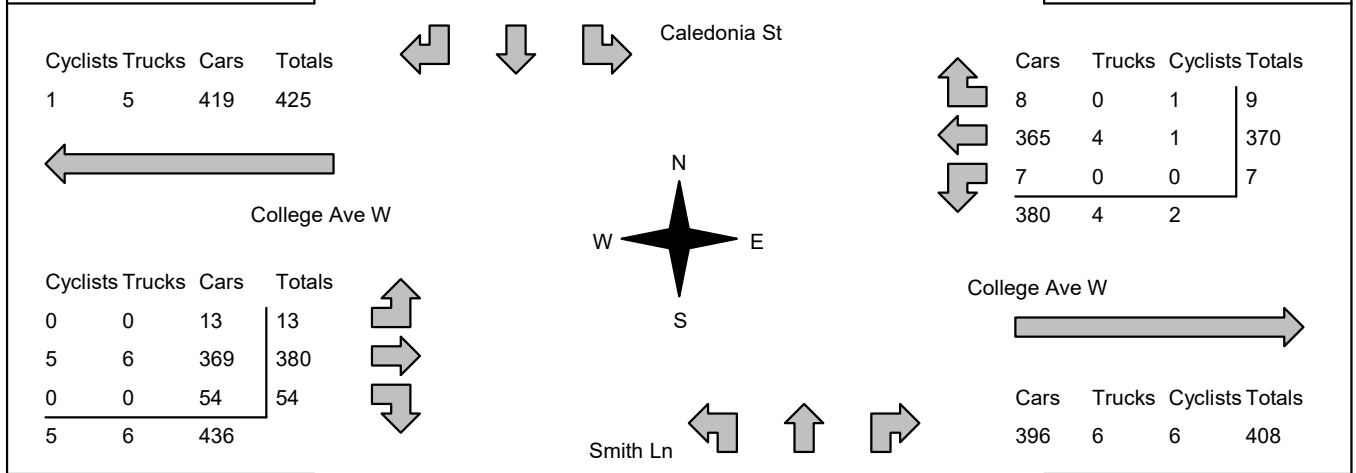 Caledonia St
Cyclists Trucks Cars Totals
1 5 419 425
Cars Trucks Cyclists Totals
8 0 1 9
365 4 1 370
7 0 0 7
380 4 2
College Ave W
N
W E
S
Cyclists Trucks Cars Totals
0 0 13 13
5 6 369 380
0 0 54 54
5 6 436
College Ave W
Cars Trucks Cyclists Totals
396 6 6 408
Smith Ln